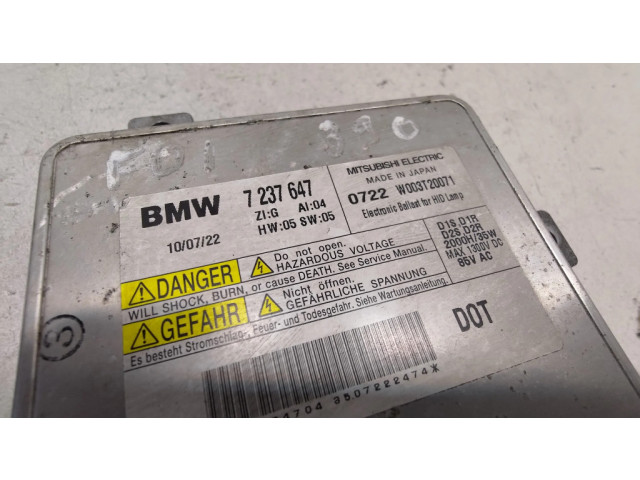 F01 390
BMW 7 237 647
ZI:G AI:04
HW:05 SW:05
10/07/22
MITSUBISHI ELECTRIC
MADE IN JAPAN
0722 W003T20071
Electronic Ballast for HID Lamp
D1S,D1R
D2S,D2R
2000H/35W
MAX 1300V DC
85V AC
DANGER
Do not open.
HAZARDOUS VOLTAGE
WILL SHOCK, BURN, or cause DEATH. See Service Manual.
GEFAHR
Nicht öffnen.
GEFÄHRLICHE SPANNUNG
Es besteht Stromschlag-, Feuer- und Todesgefahr. Siehe Wartungsanleitung.
DOT
4704 3507222474*
3